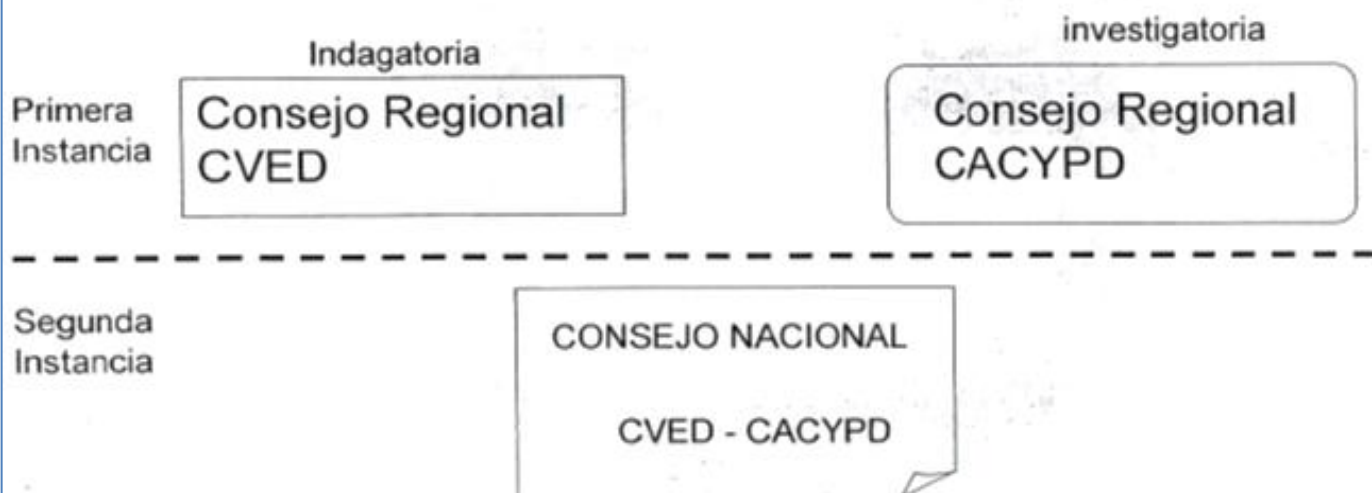 Indagatoria
investigatoria
Primera
Instancia
Consejo Regional
CVED
Consejo Regional
CACYPD
Segunda
Instancia
CONSEJO NACIONAL
CVED - CACYPD